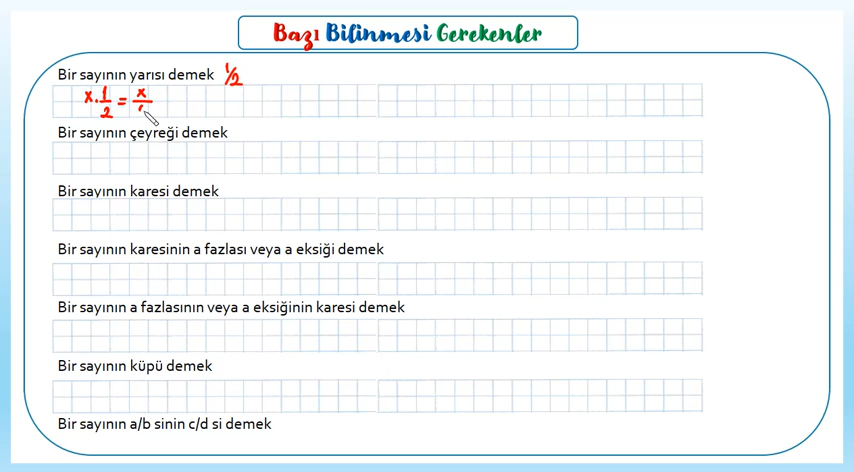 Bazı Bilinmesi Gerekenler
Bir sayının yarısı demek 1/2
x . 1/2 = x/
Bir sayının çeyreği demek
Bir sayının karesi demek
Bir sayının karesinin a fazlası veya a eksiği demek
Bir sayının a fazlasının veya a eksiğinin karesi demek
Bir sayının küpü demek
Bir sayının a/b sinin c/d si demek